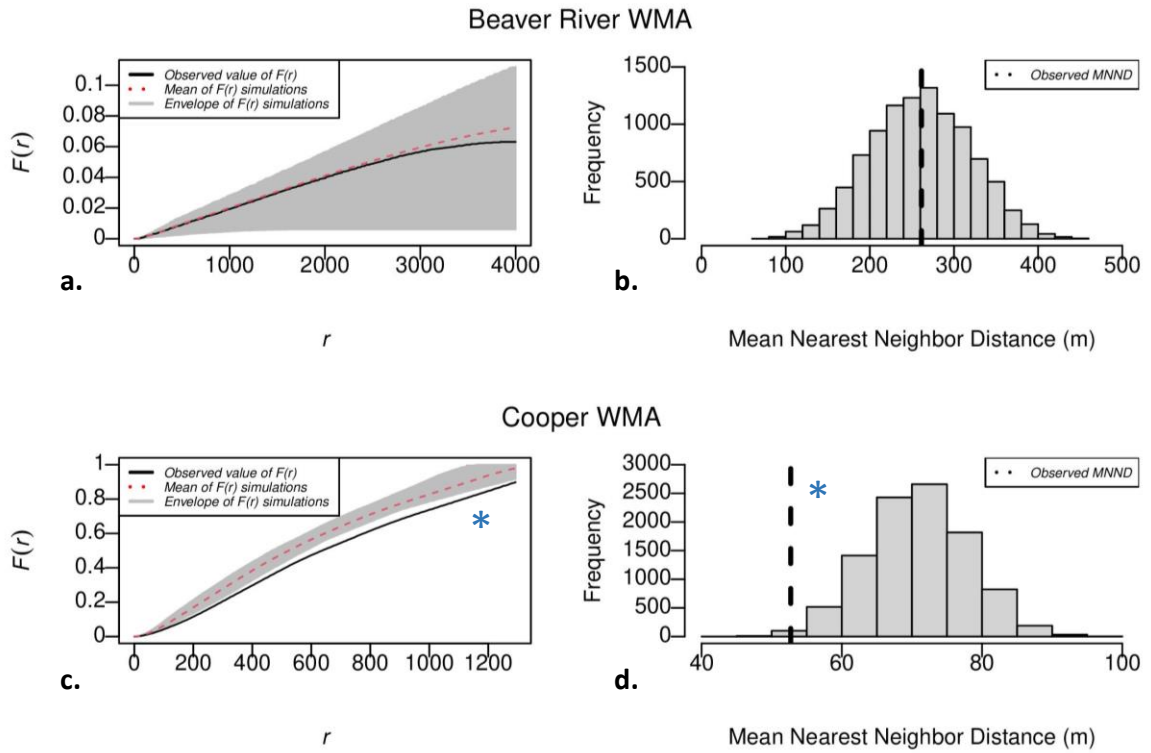 Beaver River WMA
Observed value of F(r)
Mean of F(r) simulations
Envelope of F(r) simulations
F(r)
0.1
0.08
0.06
0.04
0.02
0
0 1000 2000 3000 4000
a.
r
Observed MNND
Frequency
1500
1000
500
0
0 100 200 300 400 500
b.
Mean Nearest Neighbor Distance (m)
Cooper WMA
Observed value of F(r)
Mean of F(r) simulations
Envelope of F(r) simulations
F(r)
1
0.8
0.6
0.4
0.2
0
*
0 200 400 600 800 1000 1200
c.
r
Observed MNND
Frequency
3000
2500
2000
1500
1000
500
0
*
40 60 80 100
d.
Mean Nearest Neighbor Distance (m)